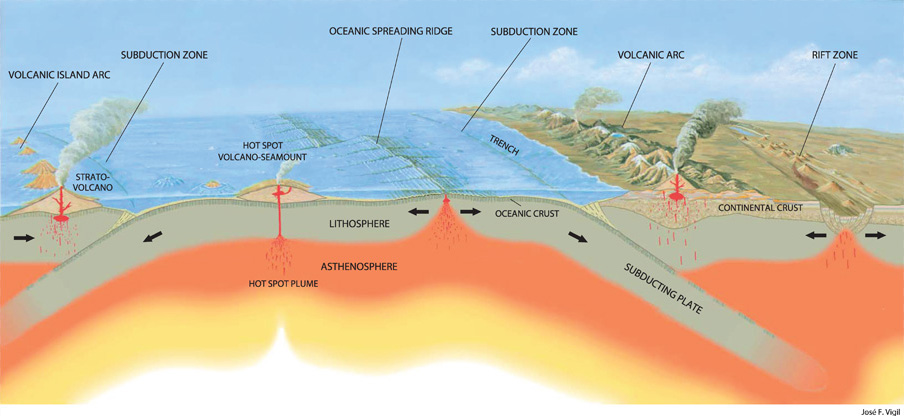 OCEANIC SPREADING RIDGE
SUBDUCTION ZONE
SUBDUCTION ZONE
VOLCANIC ARC
RIFT ZONE
VOLCANIC ISLAND ARC
TRENCH
HOT SPOT
VOLCANO-SEAMOUNT
STRATO-
VOLCANO
CONTINENTAL CRUST
OCEANIC CRUST
LITHOSPHERE
ASTHENOSPHERE
SUBDUCTING PLATE
HOT SPOT PLUME
José F. Vigil